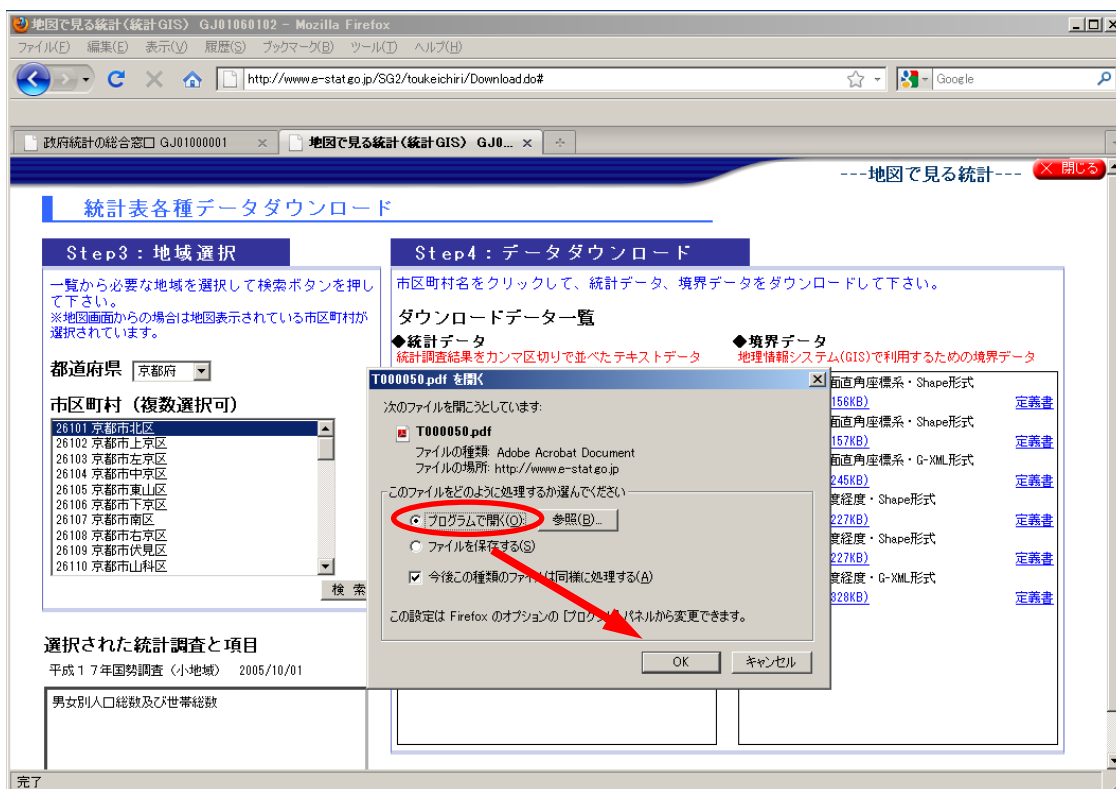 地図で見る統計(統計GIS) GJ01060102 - Mozilla Firefox
ファイル(F) 編集(E) 表示(V) 履歴(S) ブックマーク(B) ツール(T) ヘルプ(H)
http://www.e-stat.go.jp/SG2/toukeichiri/Download.do#
Google
政府統計の総合窓口 GJ01000001
地図で見る統計(統計GIS) GJ0...
---地図で見る統計---
閉じる
統計表各種データダウンロード
Step3：地域選択
一覧から必要な地域を選択して検索ボタンを押し
て下さい。
※地図画面からの場合は地図表示されている市区町村が
選択されています。
都道府県 京都府
市区町村（複数選択可）
26101 京都市北区
26102 京都市上京区
26103 京都市左京区
26104 京都市中京区
26105 京都市東山区
26106 京都市下京区
26107 京都市南区
26108 京都市右京区
26109 京都市伏見区
26110 京都市山科区
検 索
選択された統計調査と項目
平成１７年国勢調査（小地域） 2005/10/01
男女別人口総数及び世帯総数
Step4：データダウンロード
市区町村名をクリックして、統計データ、境界データをダウンロードして下さい。
ダウンロードデータ一覧
◆統計データ
統計調査結果をカンマ区切りで並べたテキストデータ
◆境界データ
地理情報システム(GIS)で利用するための境界データ
面直角座標系・Shape形式
156KB) 定義書
面直角座標系・Shape形式
157KB) 定義書
面直角座標系・G-XML形式
245KB) 定義書
度経度・Shape形式
227KB) 定義書
度経度・Shape形式
227KB) 定義書
度経度・G-XML形式
328KB) 定義書
T000050.pdf を開く
次のファイルを開こうとしています:
T000050.pdf
ファイルの種類: Adobe Acrobat Document
ファイルの場所: http://www.e-stat.go.jp
このファイルをどのように処理するか選んでください
プログラムで開く(O): 参照(B)...
ファイルを保存する(S)
今後この種類のファイルは同様に処理する(A)
この設定は Firefox のオプションの [プログラム] パネルから変更できます。
OK キャンセル
完了